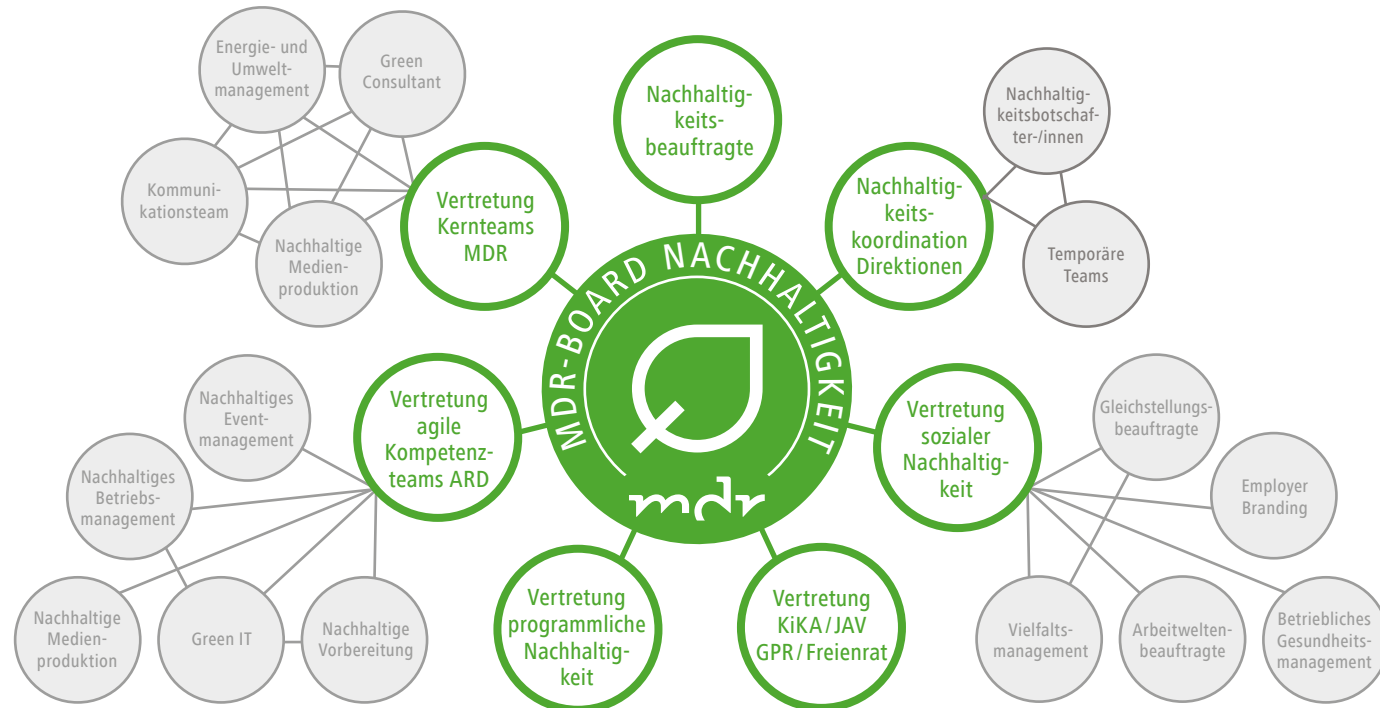 Energie- und
Umwelt-
management
Green
Consultant
Kommuni-
kationsteam
Nachhaltige
Medien-
produktion
Vertretung
Kernteams
MDR
Nachhaltig-
keits-
beauftragte
Nachhaltig-
keits-
koordination
Direktionen
Nachhaltig-
keitsbotschaf-
ter-/innen
Temporäre
Teams
MDR-BOARD NACHHALTIGKEIT
mdr
Vertretung
agile
Kompetenz-
teams ARD
Nachhaltiges
Event-
management
Nachhaltiges
Betriebs-
management
Nachhaltige
Medien-
produktion
Green IT
Nachhaltige
Vorbereitung
Vertretung
programmliche
Nachhaltig-
keit
Vertretung
KiKA / JAV
GPR / Freienrat
Vertretung
sozialer
Nachhaltig-
keit
Gleichstellungs-
beauftragte
Employer
Branding
Vielfalts-
management
Arbeitwelten-
beauftragte
Betriebliches
Gesundheits-
management